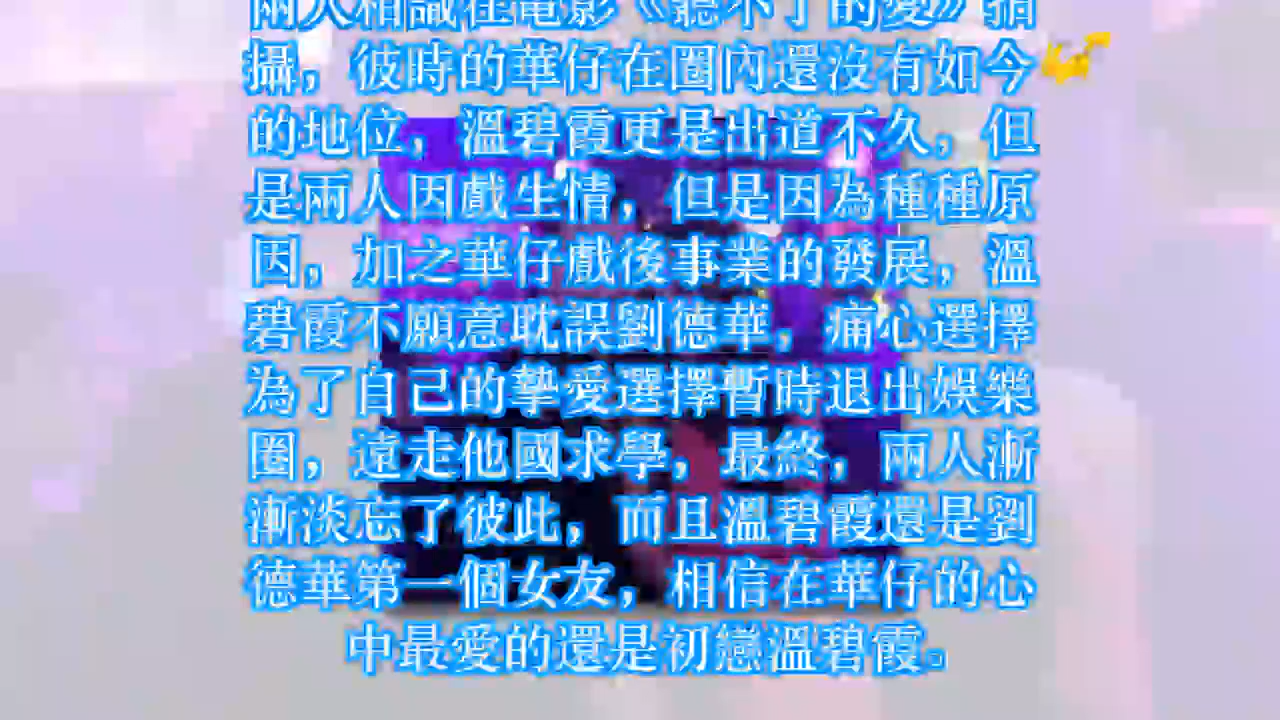 兩人相識在電影《聽不了的愛》拍
攝，彼時的華仔在圈內還沒有如今
的地位，溫碧霞更是出道不久，但
是兩人因戲生情，但是因為種種原
因，加之華仔戲後事業的發展，溫
碧霞不願意耽誤劉德華，痛心選擇
為了自己的摯愛選擇暫時退出娛樂
圈，遠走他國求學，最終，兩人漸
漸淡忘了彼此，而且溫碧霞還是劉
德華第一個女友，相信在華仔的心
中最愛的還是初戀溫碧霞。